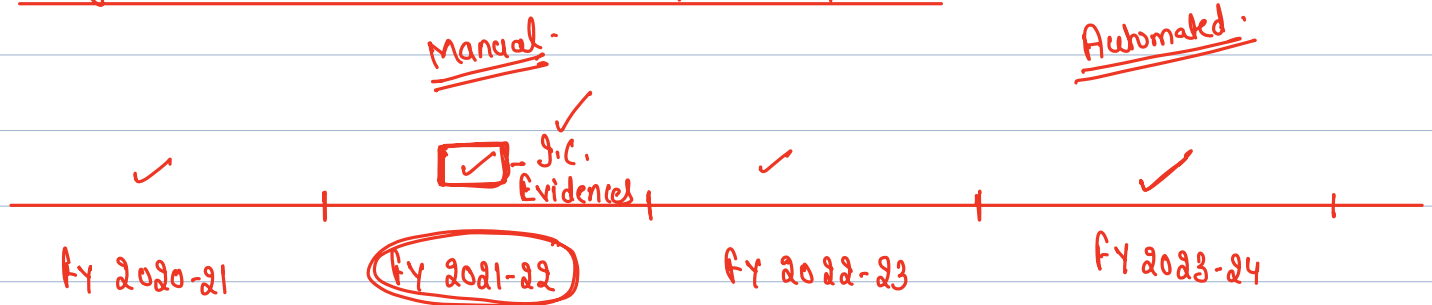 Manual.
Automated.
I.C.
Evidences
FY 2020-21
FY 2021-22
FY 2022-23
FY 2023-24